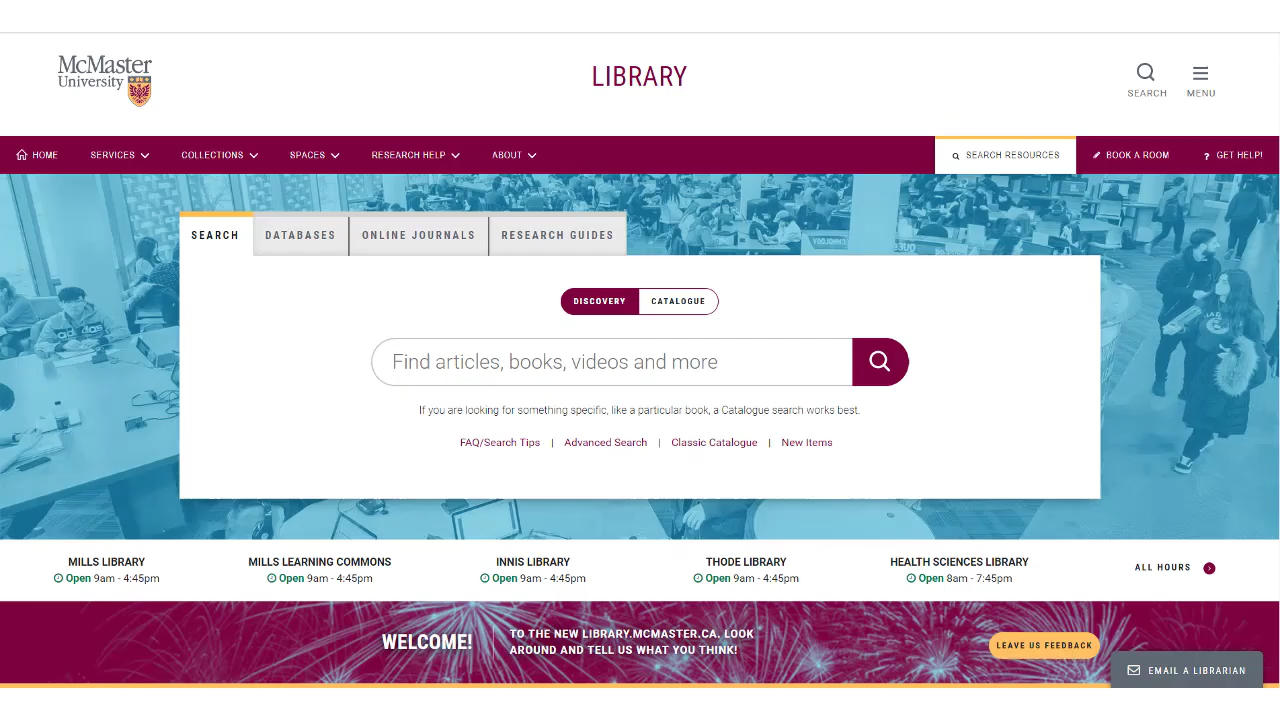 McMaster
University
LIBRARY
SEARCH
MENU
HOME
SERVICES
COLLECTIONS
SPACES
RESEARCH HELP
ABOUT
SEARCH RESOURCES
BOOK A ROOM
? GET HELP!
SEARCH
DATABASES
ONLINE JOURNALS
RESEARCH GUIDES
adidas
DISCOVERY
CATALOGUE
Find articles, books, videos and more
If you are looking for something specific, like a particular book, a Catalogue search works best.
FAQ/Search Tips | Advanced Search | Classic Catalogue | New Items
MILLS LIBRARY
Open 9am - 4:45pm
MILLS LEARNING COMMONS
Open 9am - 4:45pm
INNIS LIBRARY
Open 9am - 4:45pm
THODE LIBRARY
Open 9am - 4:45pm
HEALTH SCIENCES LIBRARY
Open 8am - 7:45pm
ALL HOURS
WELCOME!
TO THE NEW LIBRARY.MCMASTER.CA. LOOK
AROUND AND TELL US WHAT YOU THINK!
LEAVE US FEEDBACK
EMAIL A LIBRARIAN